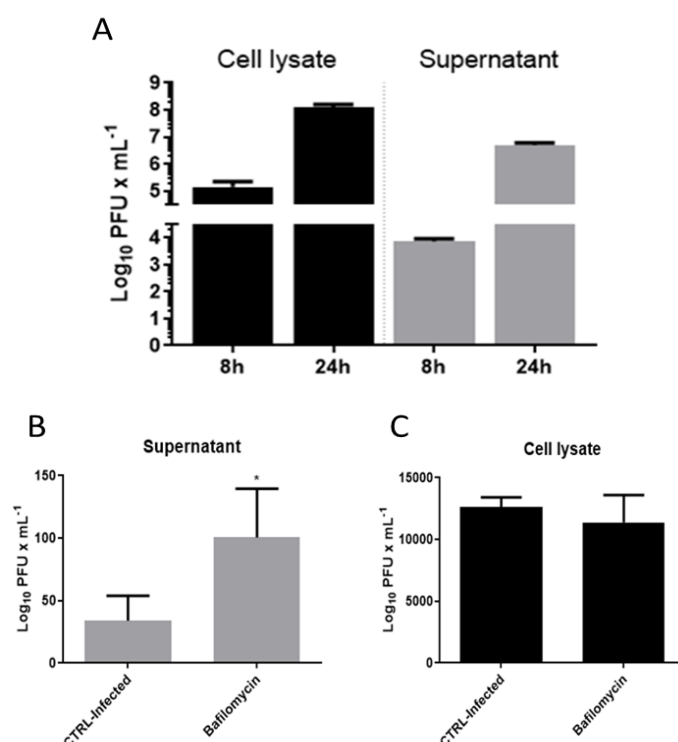 A
Cell lysate Supernatant
Log10 PFU x mL-1
9
8
7
6
5
4
3
2
1
0
8h 24h 8h 24h
B
Supernatant
Log10 PFU x mL-1
150
100
50
0
*
CTRL-Infected
Bafilomycin
C
Cell lysate
Log10 PFU x mL-1
15000
10000
5000
0
CTRL-Infected
Bafilomycin